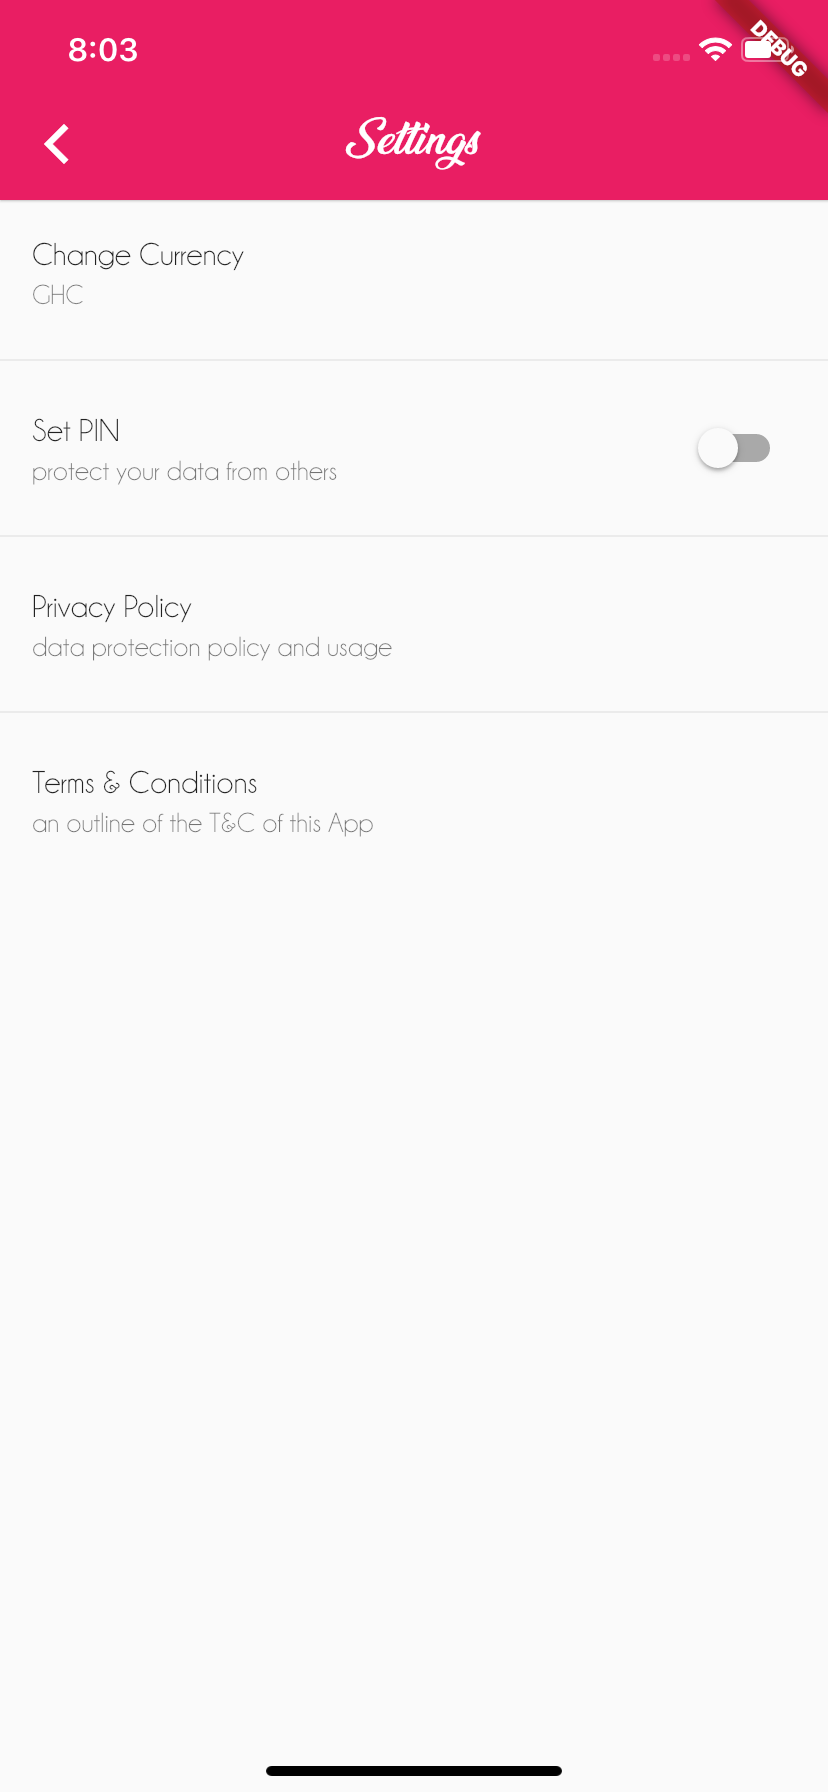 8:03
DEBUG
Settings
Change Currency
GHC
Set PIN
protect your data from others
Privacy Policy
data protection policy and usage
Terms & Conditions
an outline of the T&C of this App